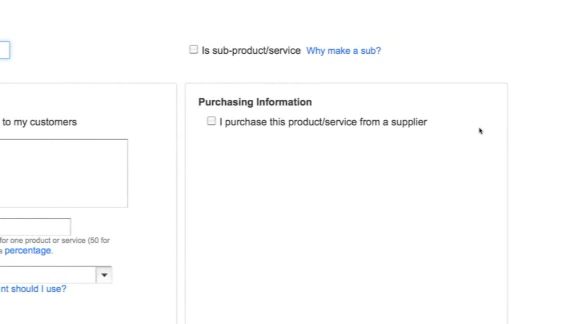 Is sub-product/service Why make a sub?
Purchasing Information
to my customers
I purchase this product/service from a supplier
for one product or service (50 for
percentage.
nt should I use?